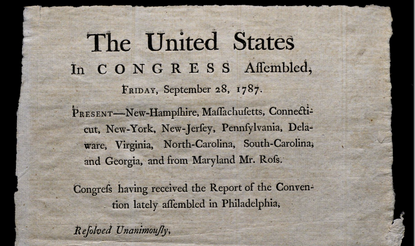 The United States
In CONGRESS Aſſembled,
FRIDAY, September 28, 1787.
PRESENT—New-Hampſhire, Maſſachuſetts, Connecti-
cut, New-York, New-Jerſey, Pennſylvania, Dela-
ware, Virginia, North-Carolina, South-Carolina,
and Georgia, and from Maryland Mr. Roſs.
Congreſs having received the Report of the Conven-
tion lately aſſembled in Philadelphia,
Reſolved Unanimouſly,